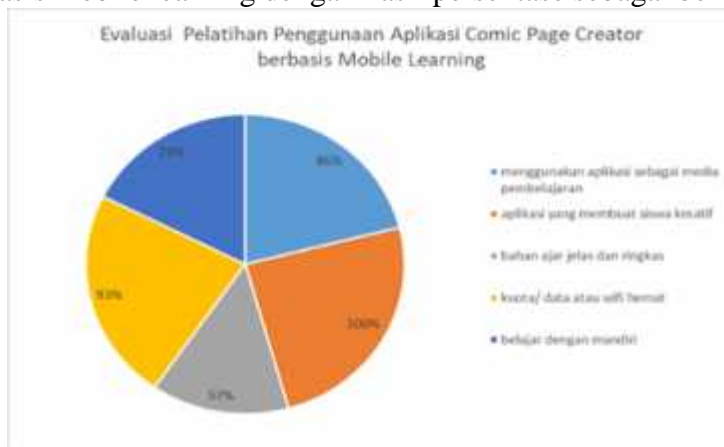 Evaluasi Pelatihan Penggunaan Aplikasi Comic Page Creator
berbasis Mobile Learning
100%
93%
menggunakan aplikasi sebagai media
pembelajaran
aplikasi yang membuat siswa kreatif
bahan ajar jelas dan ringkas
kuota/ data atau wifi hemat
belajar dengan mandiri